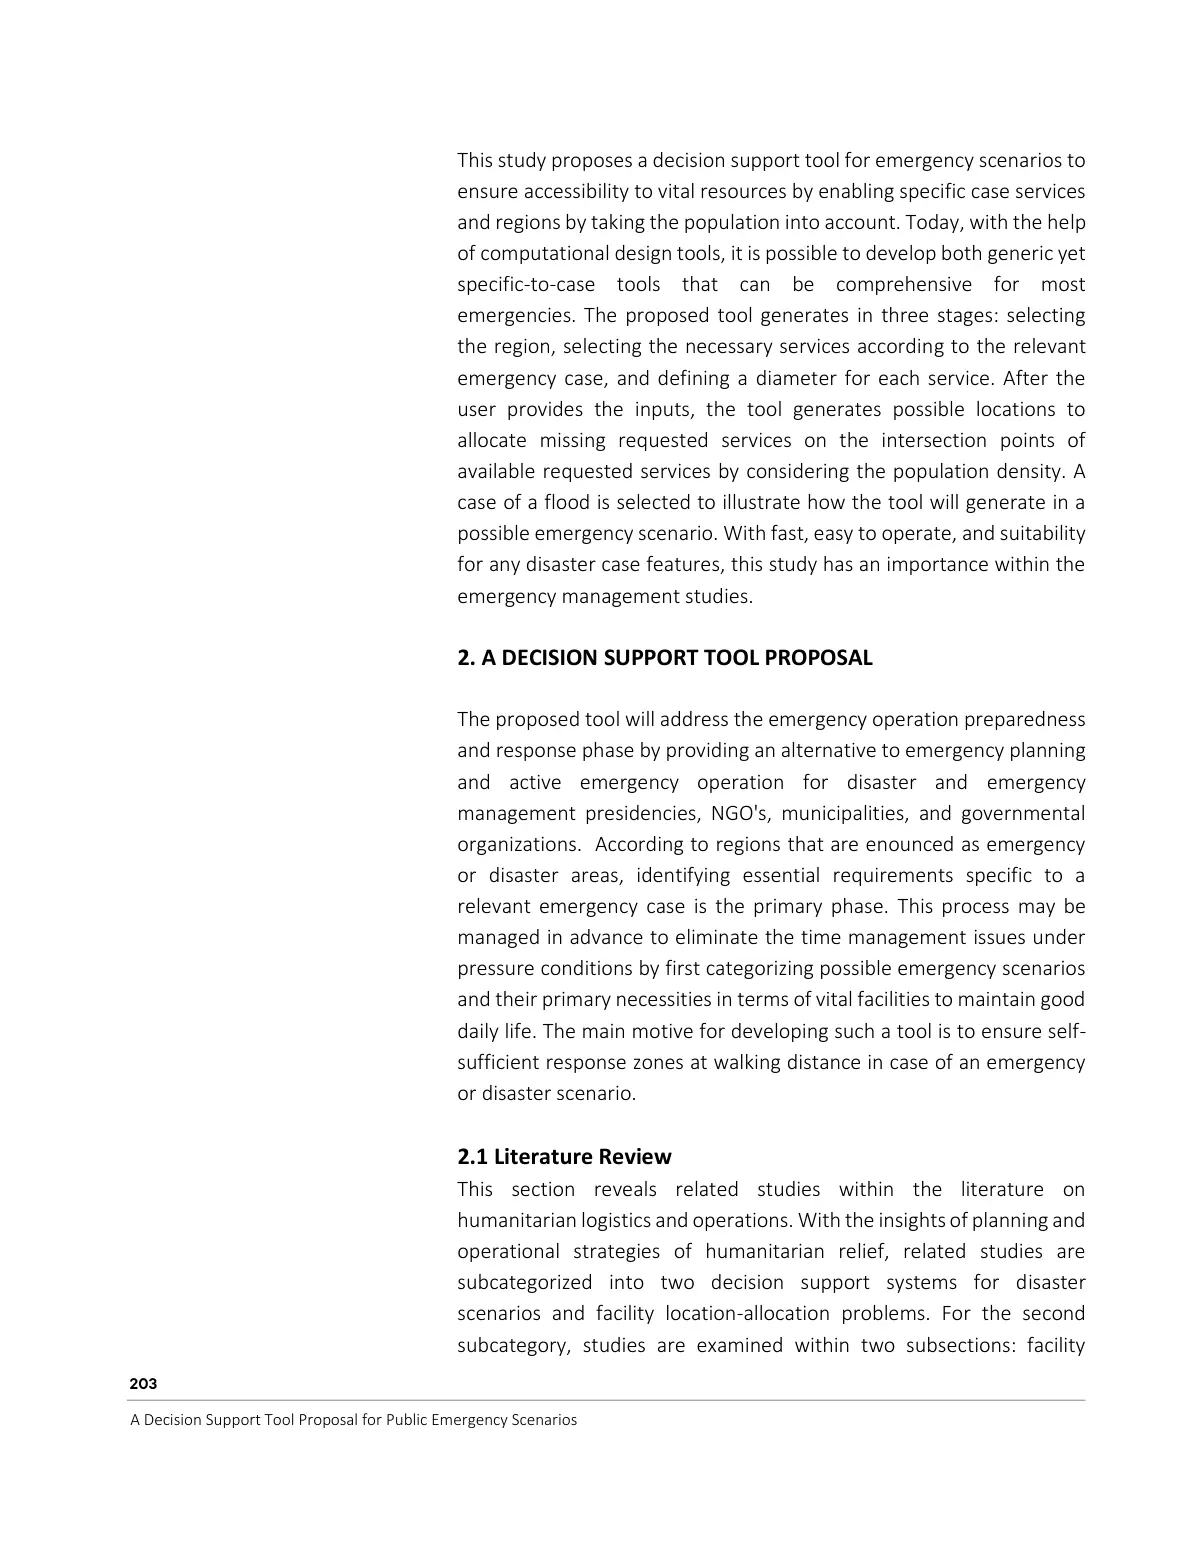 This study proposes a decision support tool for emergency scenarios to
ensure accessibility to vital resources by enabling specific case services
and regions by taking the population into account. Today, with the help
of computational design tools, it is possible to develop both generic yet
specific-to-case tools that can be comprehensive for most
emergencies. The proposed tool generates in three stages: selecting
the region, selecting the necessary services according to the relevant
emergency case, and defining a diameter for each service. After the
user provides the inputs, the tool generates possible locations to
allocate missing requested services on the intersection points of
available requested services by considering the population density. A
case of a flood is selected to illustrate how the tool will generate in a
possible emergency scenario. With fast, easy to operate, and suitability
for any disaster case features, this study has an importance within the
emergency management studies.
2. A DECISION SUPPORT TOOL PROPOSAL
The proposed tool will address the emergency operation preparedness
and response phase by providing an alternative to emergency planning
and active emergency operation for disaster and emergency
management presidencies, NGO's, municipalities, and governmental
organizations. According to regions that are enounced as emergency
or disaster areas, identifying essential requirements specific to a
relevant emergency case is the primary phase. This process may be
managed in advance to eliminate the time management issues under
pressure conditions by first categorizing possible emergency scenarios
and their primary necessities in terms of vital facilities to maintain good
daily life. The main motive for developing such a tool is to ensure self-
sufficient response zones at walking distance in case of an emergency
or disaster scenario.
2.1 Literature Review
This section reveals related studies within the literature on
humanitarian logistics and operations. With the insights of planning and
operational strategies of humanitarian relief, related studies are
subcategorized into two decision support systems for disaster
scenarios and facility location-allocation problems. For the second
subcategory, studies are examined within two subsections: facility
203
A Decision Support Tool Proposal for Public Emergency Scenarios